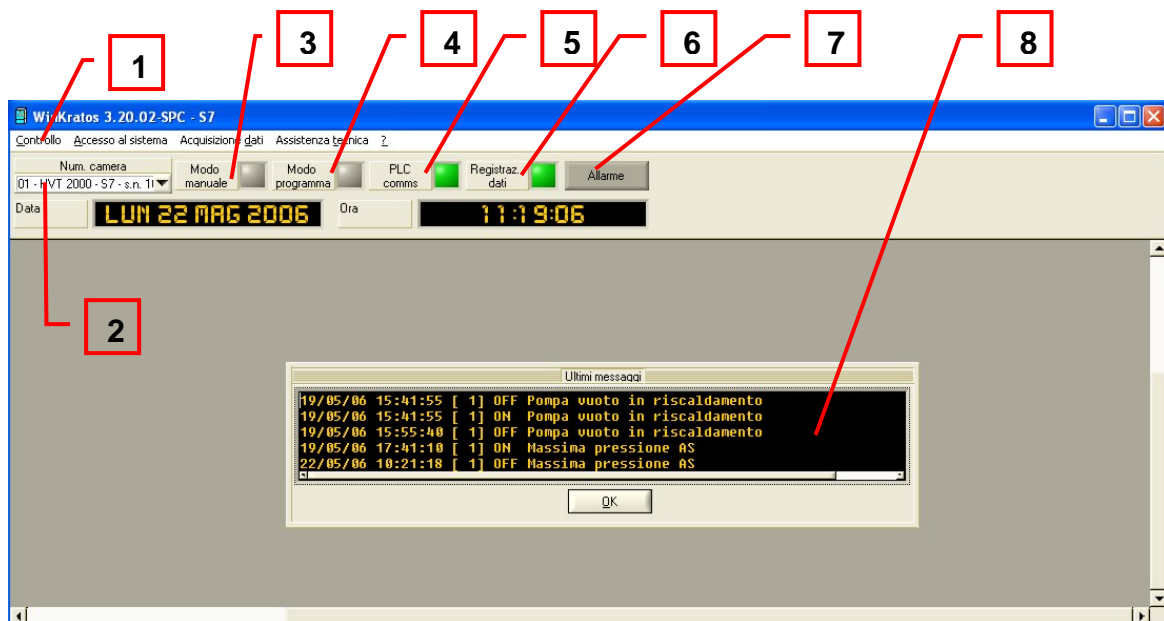 1 3 4 5 6 7 8
WinKratos 3.20.02-SPC - S7
Controllo Accesso al sistema Acquisizione dati Assistenza tecnica ?
Num. camera Modo manuale Modo programma PLC comms Registraz. dati Allarme
01 - HVT 2000 - S7 - s.n.
Data LUN 22 MAG 2006 Ora 11:19:06
2
Ultimi messaggi
19/05/06 15:41:55 [ 1] OFF Pompa vuoto in riscaldamento
19/05/06 15:41:55 [ 1] ON Pompa vuoto in riscaldamento
19/05/06 15:55:40 [ 1] OFF Pompa vuoto in riscaldamento
19/05/06 17:41:10 [ 1] ON Massima pressione AS
22/05/06 10:21:18 [ 1] OFF Massima pressione AS
OK